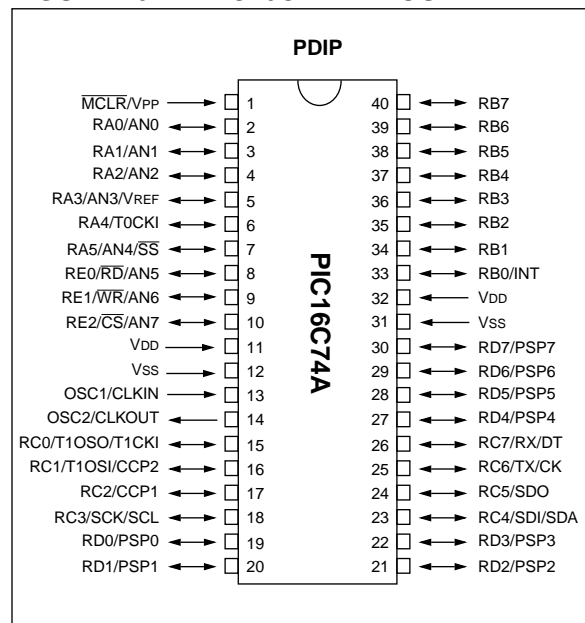 PDIP
MCLR/VPP 1 40 RB7
RA0/AN0 2 39 RB6
RA1/AN1 3 38 RB5
RA2/AN2 4 37 RB4
RA3/AN3/VREF 5 36 RB3
RA4/T0CKI 6 35 RB2
RA5/AN4/SS 7 34 RB1
RE0/RD/AN5 8 33 RB0/INT
RE1/WR/AN6 9 32 VDD
RE2/CS/AN7 10 31 VSS
VDD 11 30 RD7/PSP7
VSS 12 29 RD6/PSP6
OSC1/CLKIN 13 28 RD5/PSP5
OSC2/CLKOUT 14 27 RD4/PSP4
RC0/T1OSO/T1CKI 15 26 RC7/RX/DT
RC1/T1OSI/CCP2 16 25 RC6/TX/CK
RC2/CCP1 17 24 RC5/SDO
RC3/SCK/SCL 18 23 RC4/SDI/SDA
RD0/PSP0 19 22 RD3/PSP3
RD1/PSP1 20 21 RD2/PSP2
PIC16C74A